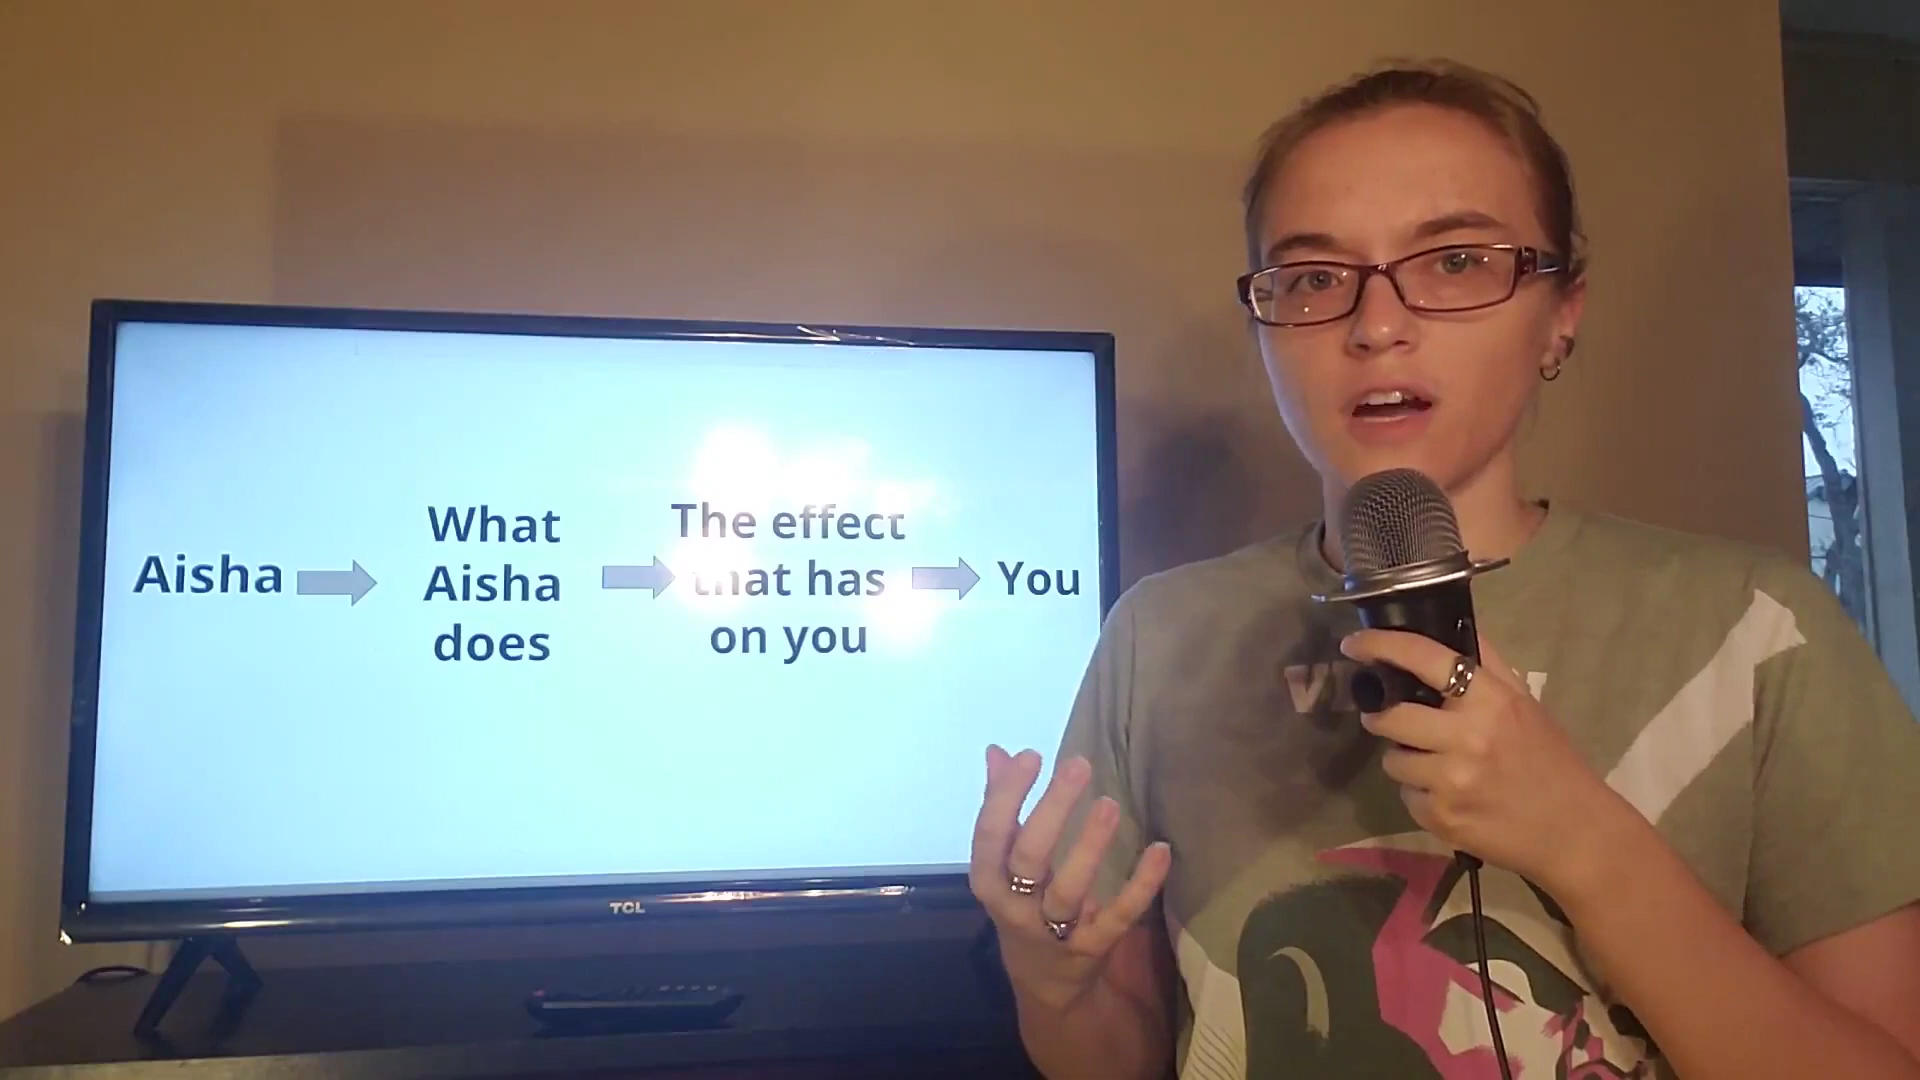 Aisha
What
Aisha
does
The effect
that has
on you
You
TCL